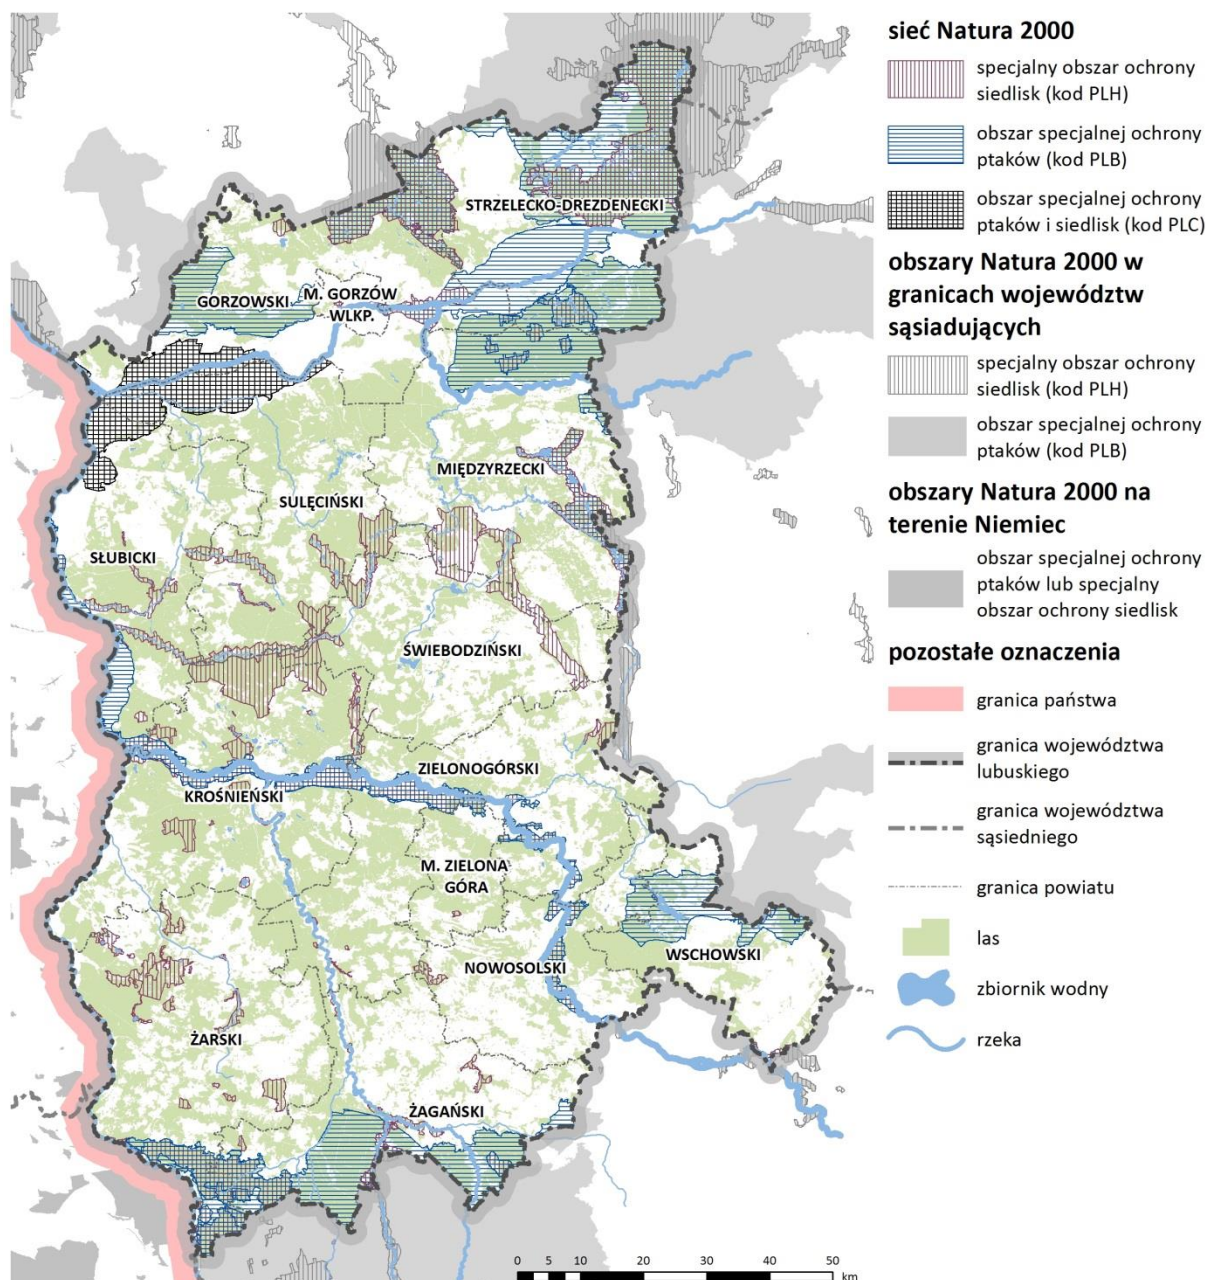 sieć Natura 2000
specjalny obszar ochrony
siedlisk (kod PLH)
obszar specjalnej ochrony
ptaków (kod PLB)
obszar specjalnej ochrony
ptaków i siedlisk (kod PLC)
obszary Natura 2000 w
granicach województw
sąsiadujących
specjalny obszar ochrony
siedlisk (kod PLH)
obszar specjalnej ochrony
ptaków (kod PLB)
obszary Natura 2000 na
terenie Niemiec
obszar specjalnej ochrony
ptaków lub specjalny
obszar ochrony siedlisk
pozostałe oznaczenia
granica państwa
granica województwa
lubuskiego
granica województwa
sąsiedniego
granica powiatu
las
zbiornik wodny
rzeka
STRZELECKO-DREZDENECKI
GORZOWSKI
M. GORZÓW
WLKP.
MIĘDZYRZECKI
SULĘCIŃSKI
SŁUBICKI
ŚWIEBODZIŃSKI
ZIELONOGÓRSKI
KROŚNIEŃSKI
M. ZIELONA
GÓRA
NOWOSOLSKI
WSCHOWSKI
ŻARSKI
ŻAGAŃSKI
0 5 10 20 30 40 50
km